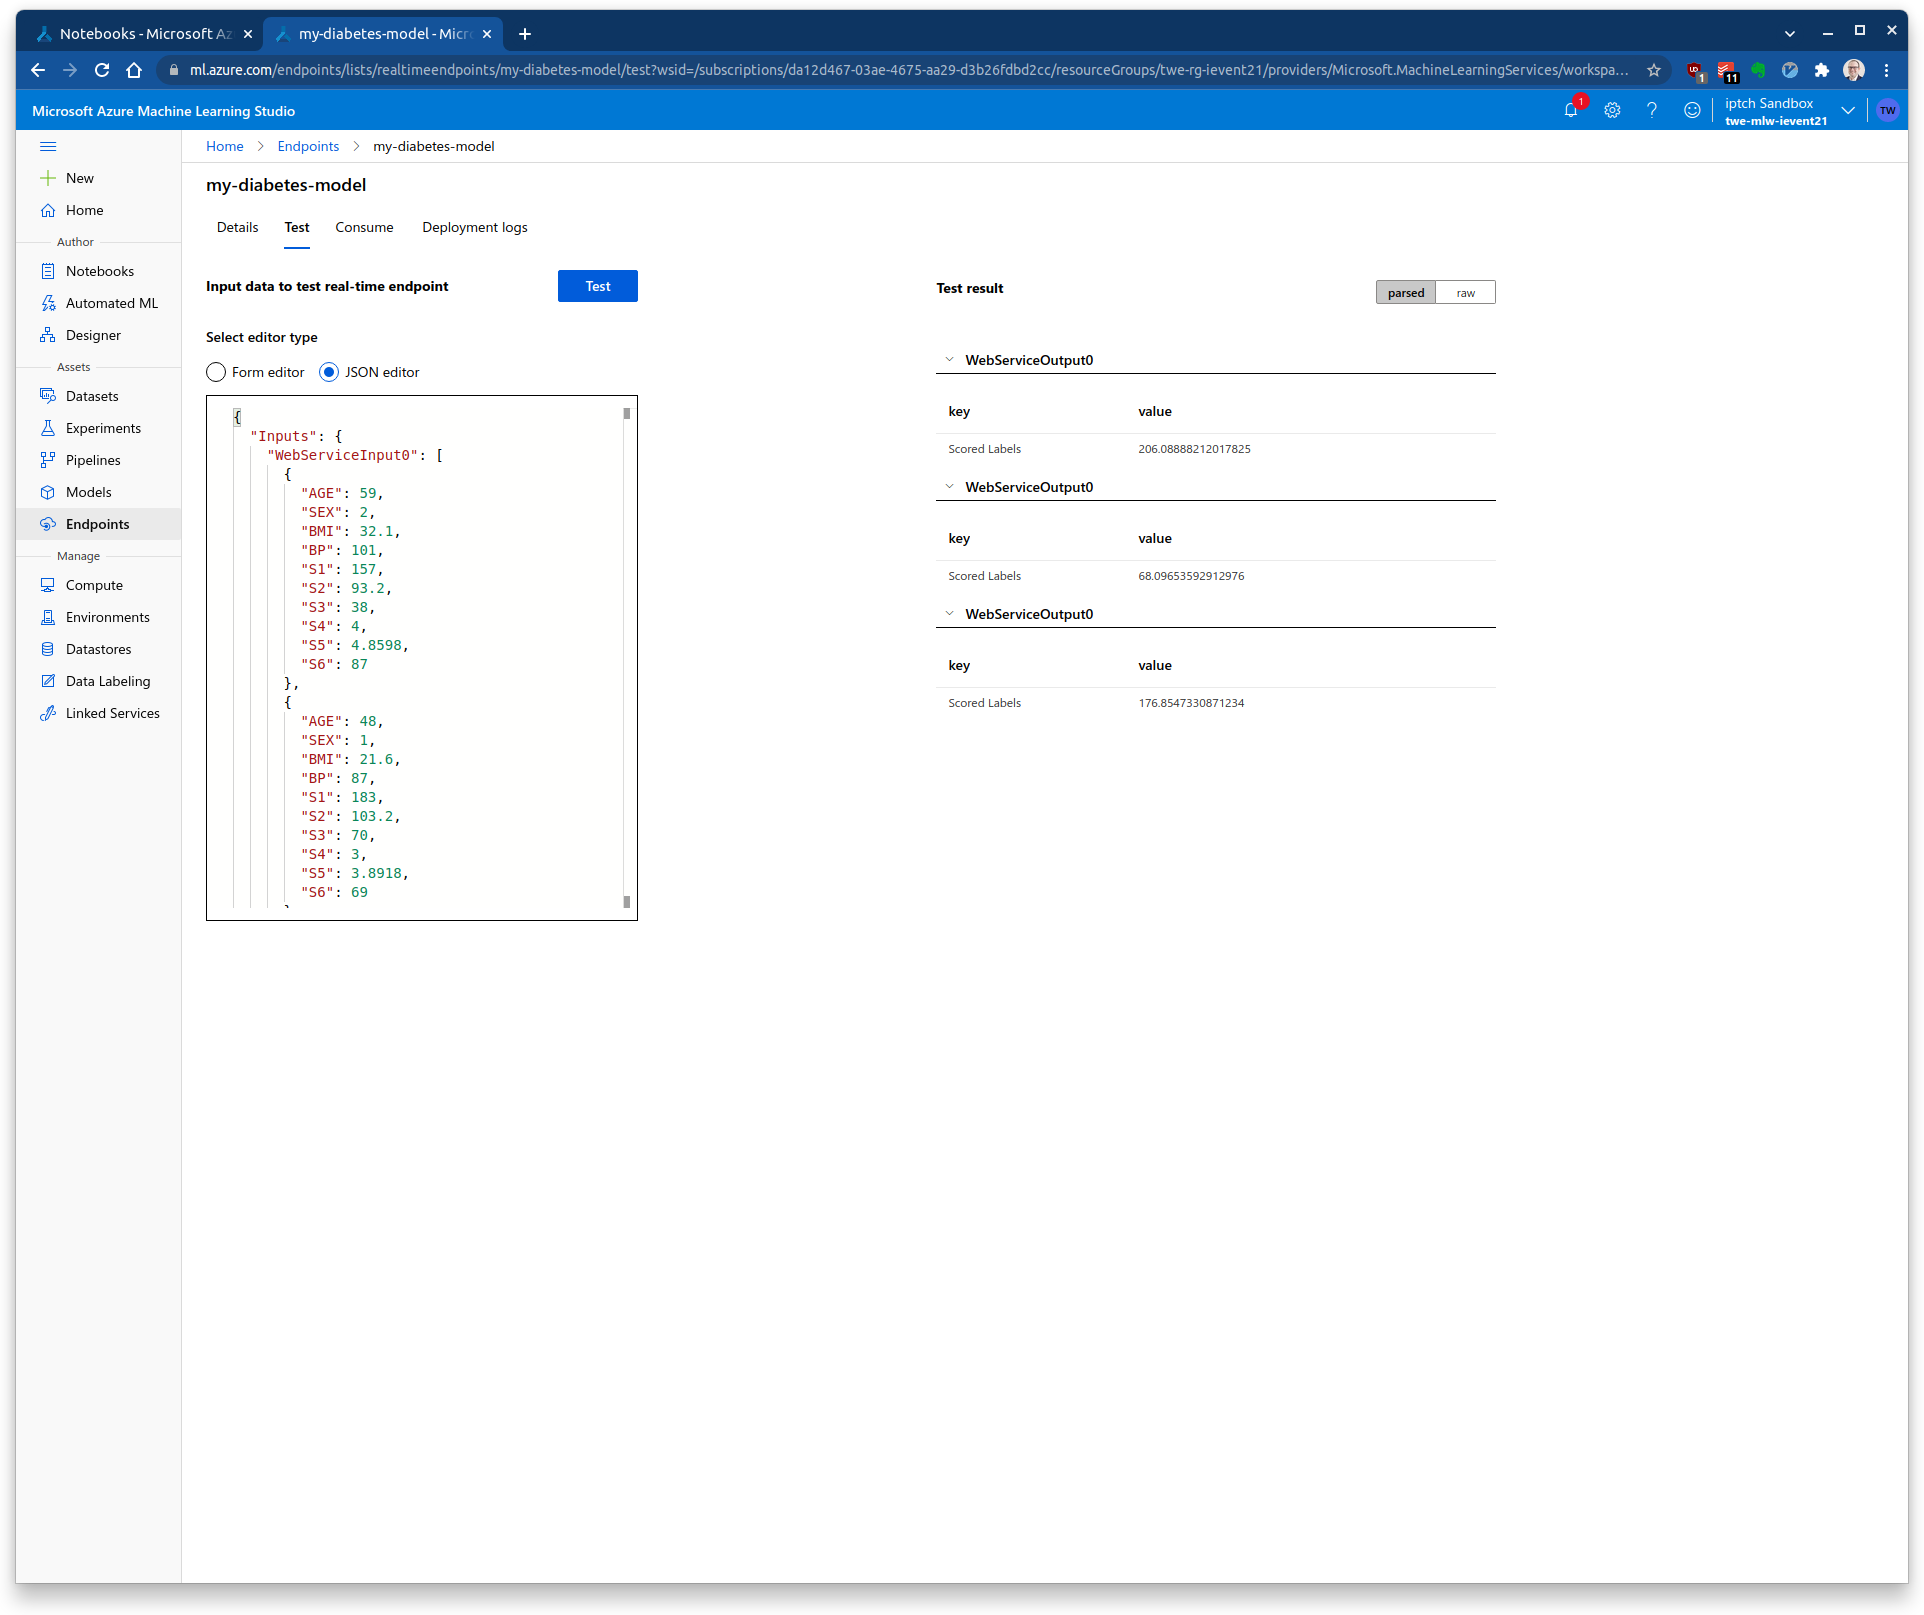 Notebooks - Microsoft Az
my-diabetes-model - Micro
ml.azure.com/endpoints/lists/realtimeendpoints/my-diabetes-model/test?wsid=/subscriptions/da12d467-03ae-4675-aa29-d3b26fdbd2cc/resourceGroups/twe-rg-ievent21/providers/Microsoft.MachineLearningServices/workspa...
1
11
Microsoft Azure Machine Learning Studio
1
iptch Sandbox
twe-mlw-ievent21
TW
New
Home
Author
Notebooks
Automated ML
Designer
Assets
Datasets
Experiments
Pipelines
Models
Endpoints
Manage
Compute
Environments
Datastores
Data Labeling
Linked Services
Home > Endpoints > my-diabetes-model
my-diabetes-model
Details Test Consume Deployment logs
Input data to test real-time endpoint
Test
Select editor type
Form editor JSON editor
{
"Inputs": {
"WebServiceInput0": [
{
"AGE": 59,
"SEX": 2,
"BMI": 32.1,
"BP": 101,
"S1": 157,
"S2": 93.2,
"S3": 38,
"S4": 4,
"S5": 4.8598,
"S6": 87
},
{
"AGE": 48,
"SEX": 1,
"BMI": 21.6,
"BP": 87,
"S1": 183,
"S2": 103.2,
"S3": 70,
"S4": 3,
"S5": 3.8918,
"S6": 69
Test result
parsed raw
WebServiceOutput0
key value
Scored Labels 206.08888212017825
WebServiceOutput0
key value
Scored Labels 68.09653592912976
WebServiceOutput0
key value
Scored Labels 176.8547330871234